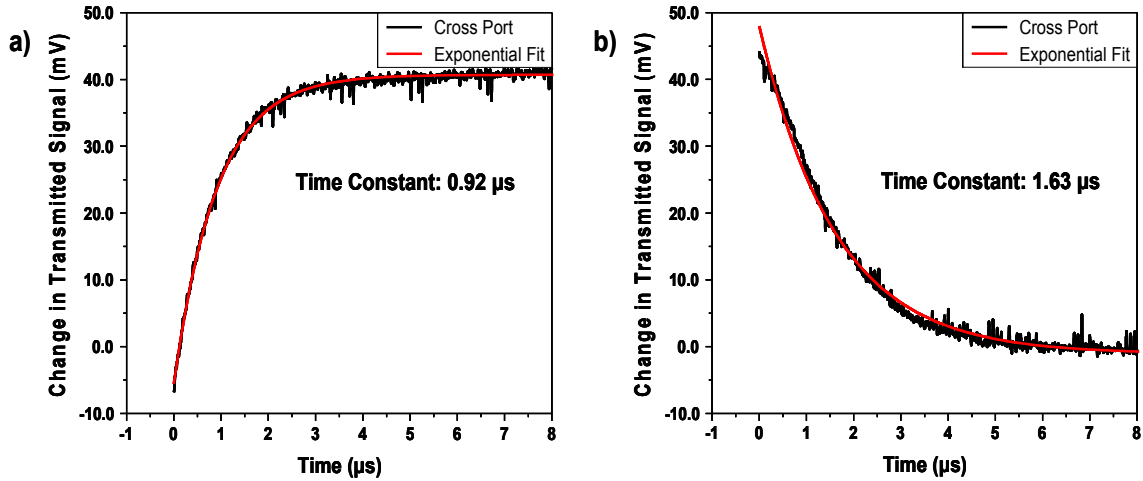 a)
Change in Transmitted Signal (mV)
50.0
40.0
30.0
20.0
10.0
0.0
-10.0
Cross Port
Exponential Fit
Time Constant: 0.92 µs
-1 0 1 2 3 4 5 6 7 8
Time (µs)
b)
Change in Transmitted Signal (mV)
50.0
40.0
30.0
20.0
10.0
0.0
-10.0
Cross Port
Exponential Fit
Time Constant: 1.63 µs
-1 0 1 2 3 4 5 6 7 8
Time (µs)